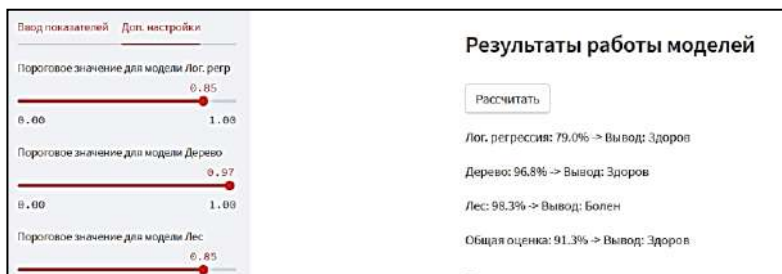 Ввод показателей Доп. настройки
Пороговое значение для модели Лог. регр
0.85
0.00 1.00
Пороговое значение для модели Дерево
0.97
0.00 1.00
Пороговое значение для модели Лес
0.85
Результаты работы моделей
Рассчитать
Лог. регрессия: 79.0% -> Вывод: Здоров
Дерево: 96.8% -> Вывод: Здоров
Лес: 98.3% -> Вывод: Болен
Общая оценка: 91.3% -> Вывод: Здоров